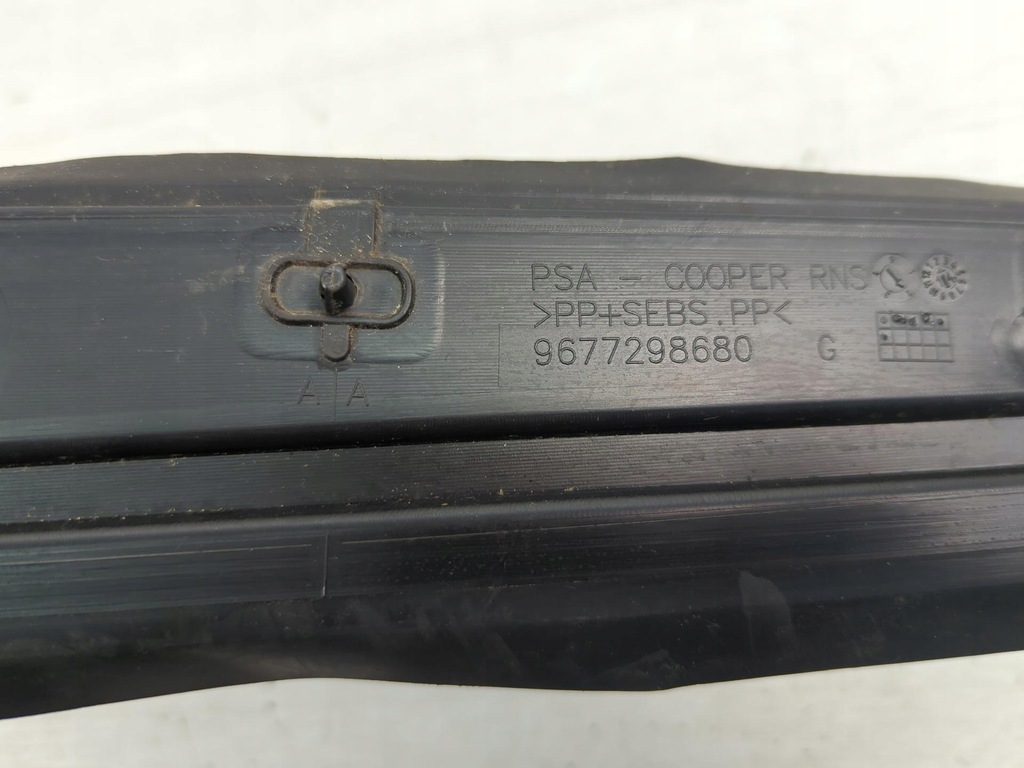 PSA - COOPER RNS
>PP+SEBS.PP<
9677298680 G
A A